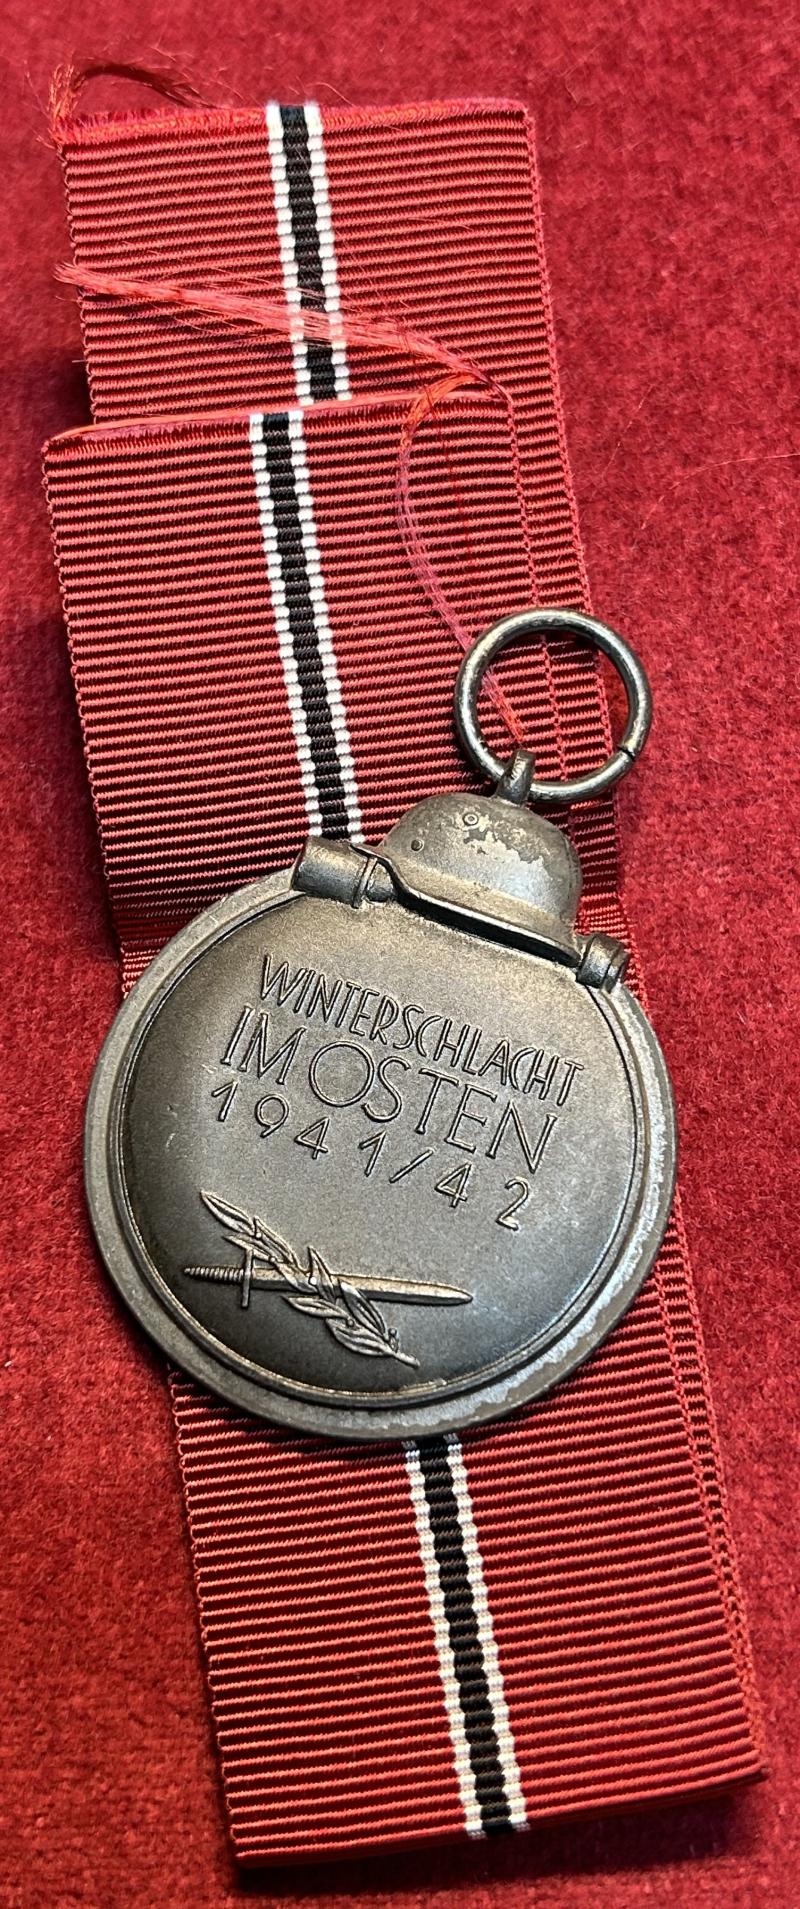 WINTERSCHLACHT
IM OSTEN
1941/42